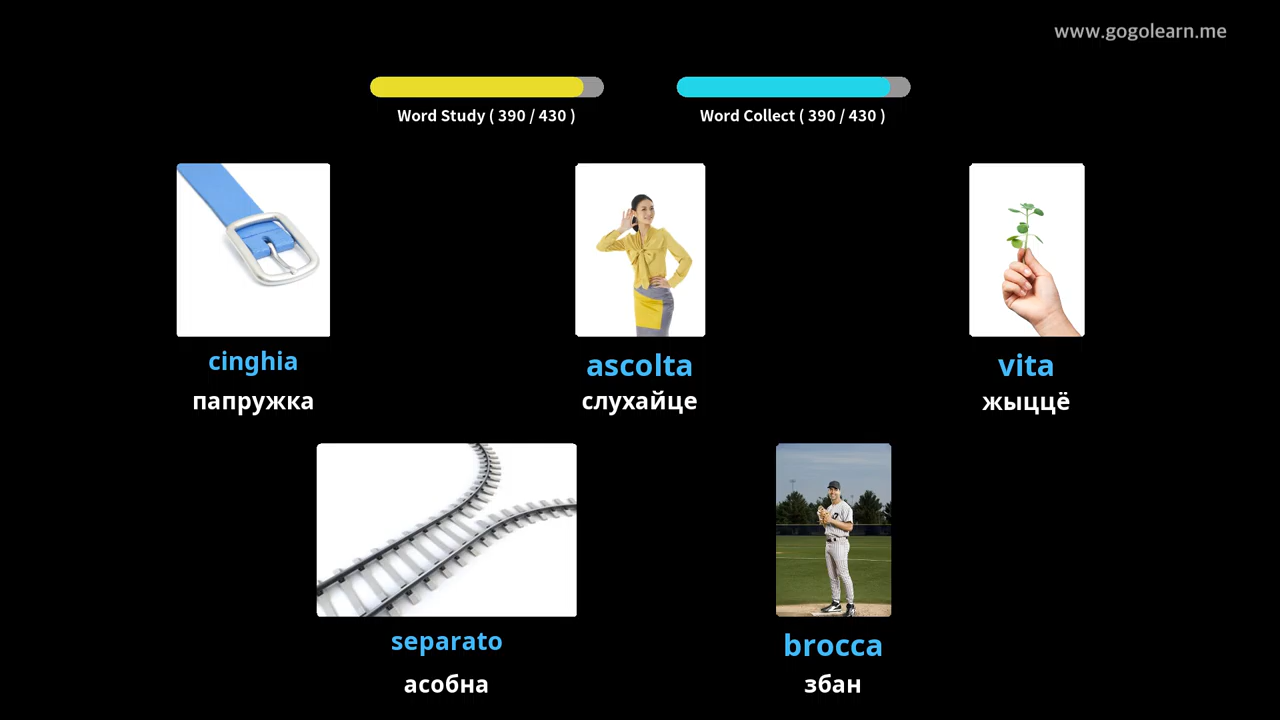 www.gogolearn.me
Word Study ( 390 / 430 )
Word Collect ( 390 / 430 )
cinghia
папружка
ascolta
слухайце
vita
жыццё
separato
асобна
brocca
збан